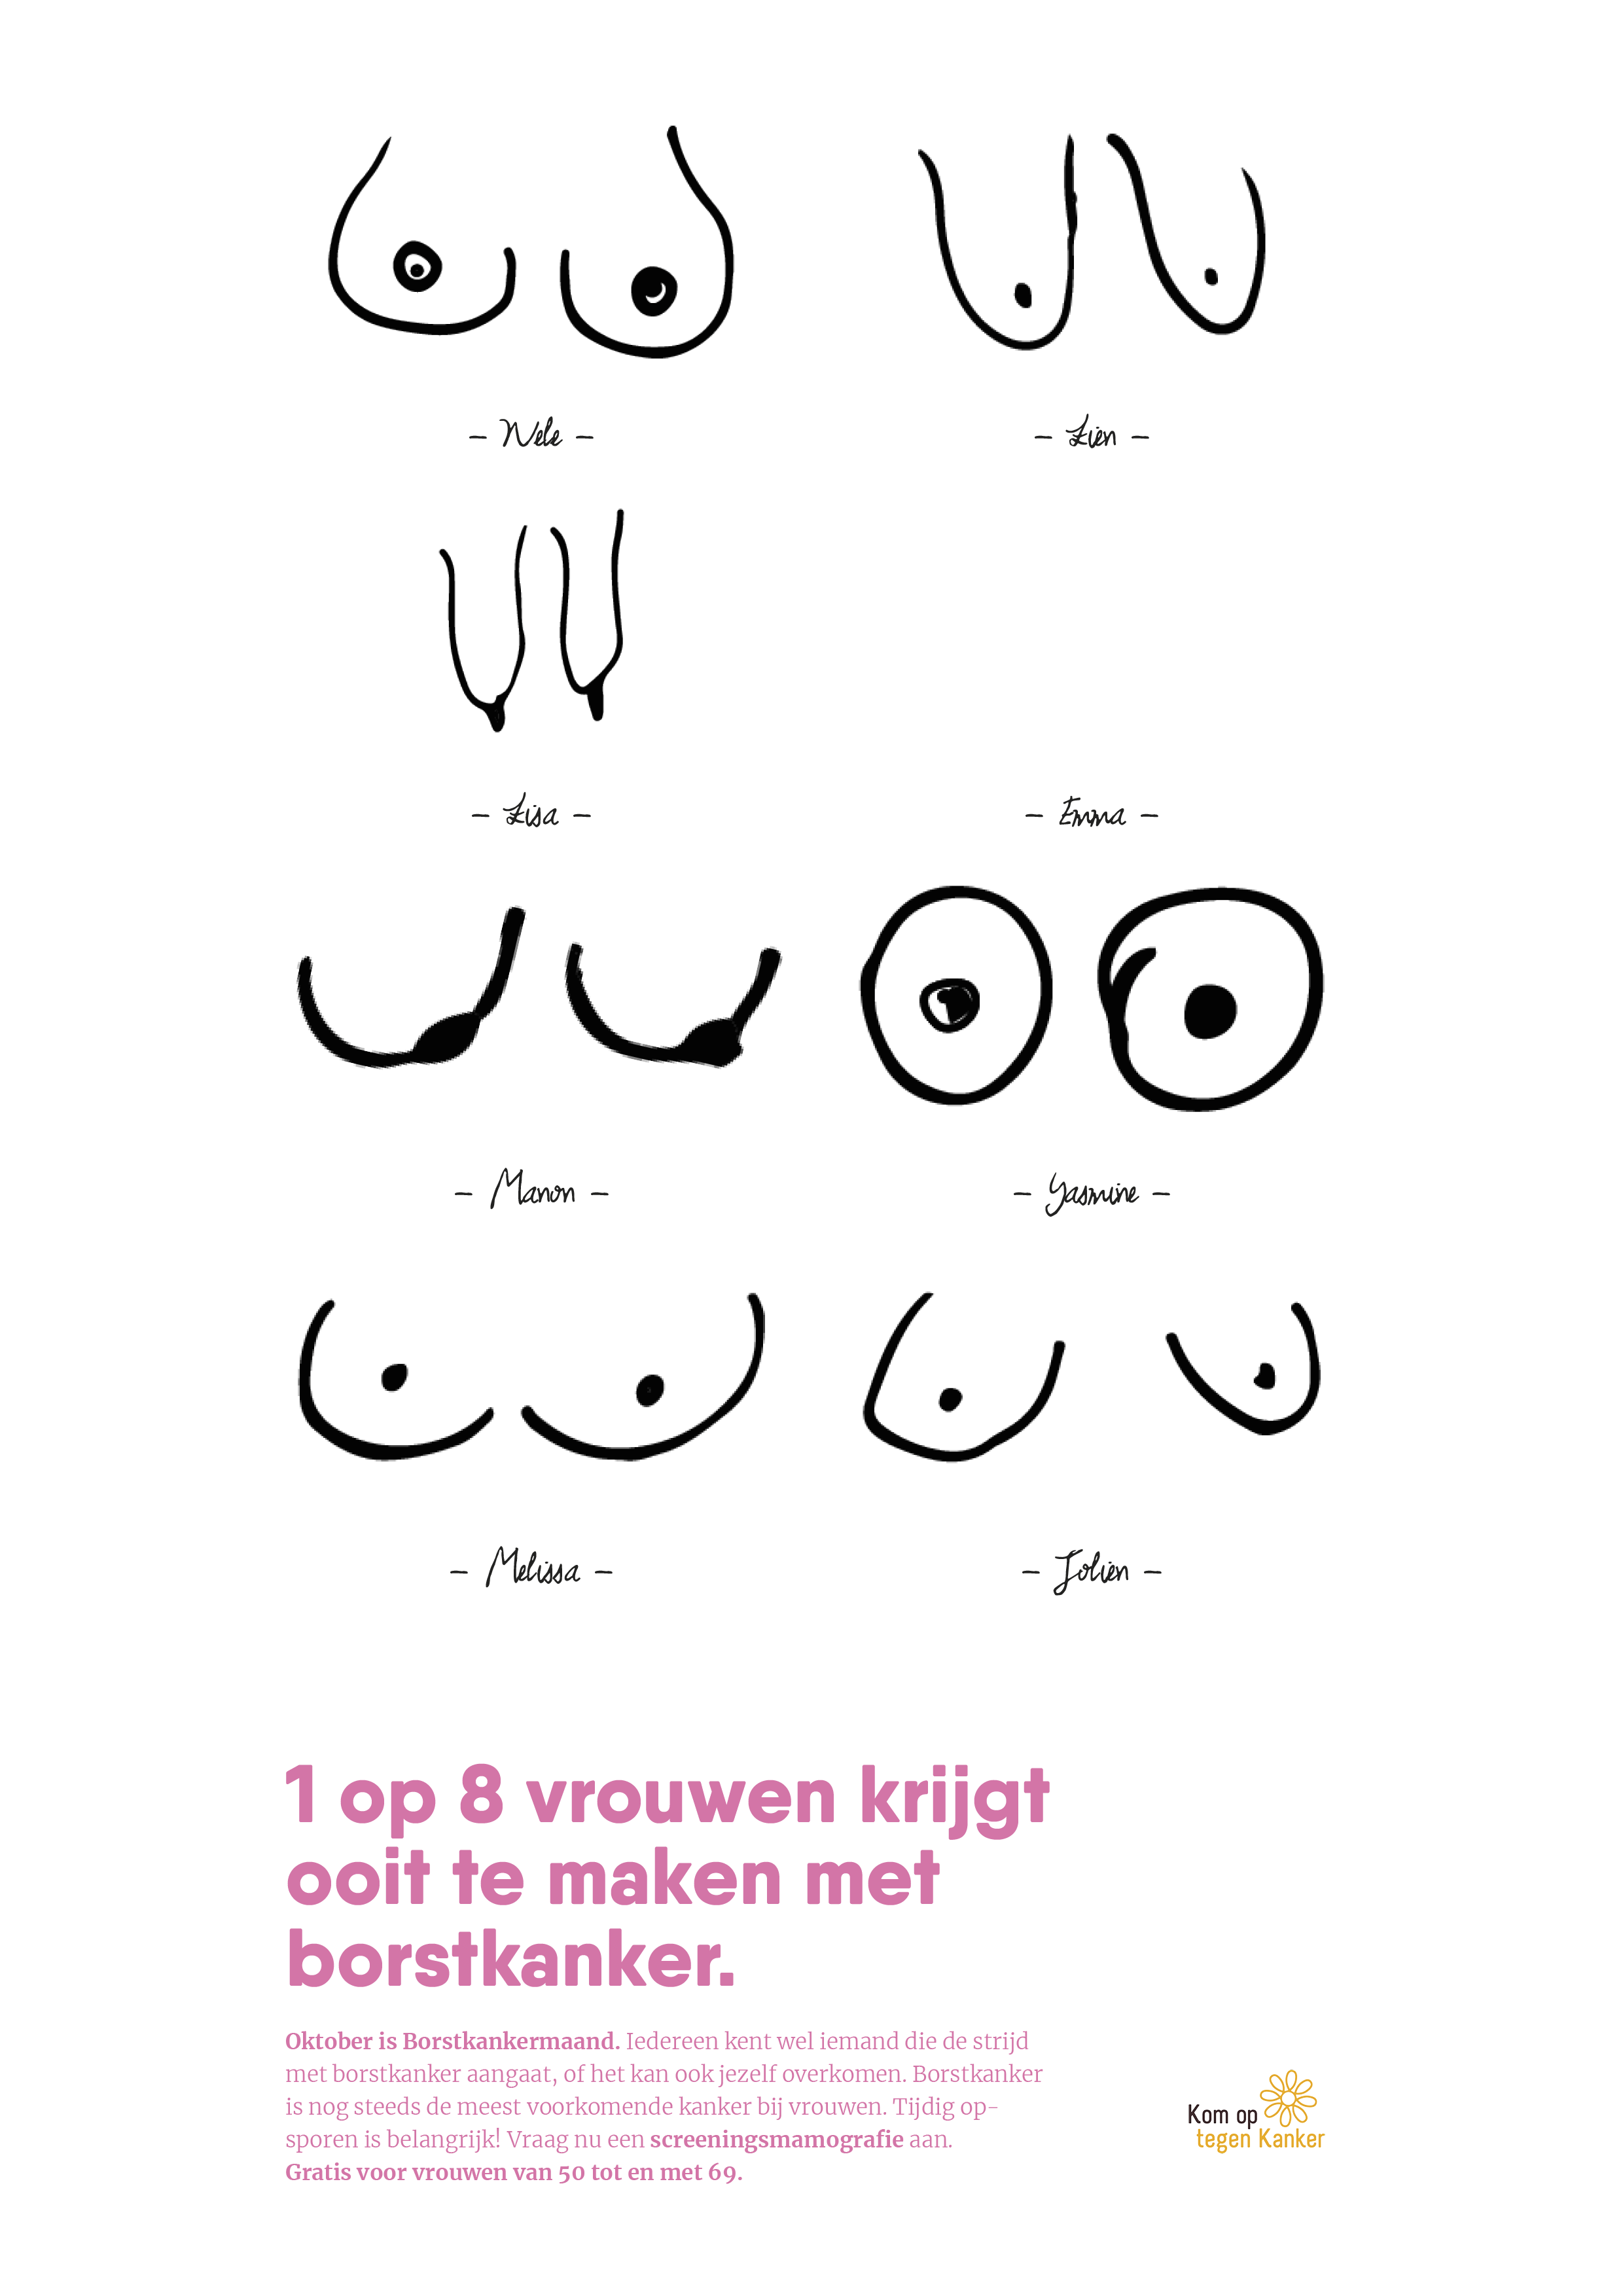 – Nele –
– Lien –
– Lisa –
– Emma –
– Manon –
– Yasmine –
– Melissa –
– Jolien –
1 op 8 vrouwen krijgt
ooit te maken met
borstkanker.
Oktober is Borstkankermaand. Iedereen kent wel iemand die de strijd
met borstkanker aangaat, of het kan ook jezelf overkomen. Borstkanker
is nog steeds de meest voorkomende kanker bij vrouwen. Tijdig op-
sporen is belangrijk! Vraag nu een screeningsmamografie aan.
Gratis voor vrouwen van 50 tot en met 69.
Kom op
tegen Kanker